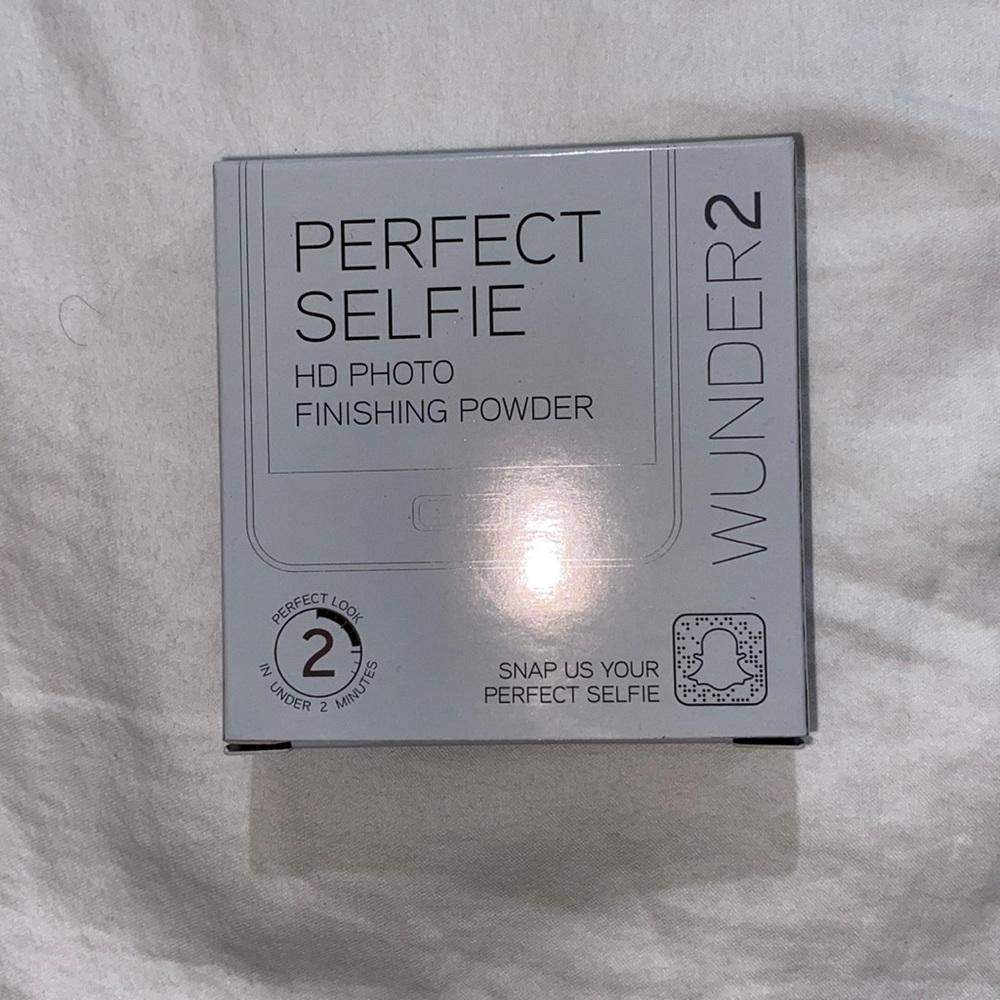 PERFECT
SELFIE
HD PHOTO
FINISHING POWDER
WUNDER2
PERFECT LOOK
2
IN UNDER 2 MINUTES
SNAP US YOUR
PERFECT SELFIE